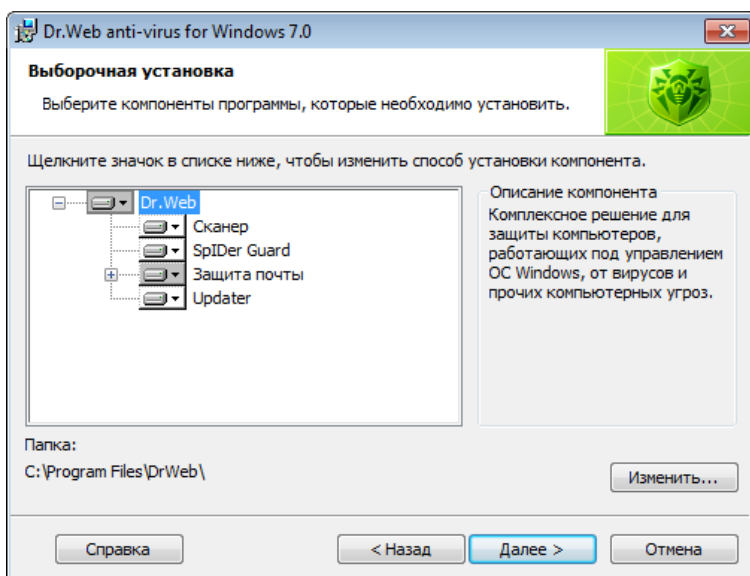 Dr.Web anti-virus for Windows 7.0
Выборочная установка
Выберите компоненты программы, которые необходимо установить.
Щелкните значок в списке ниже, чтобы изменить способ установки компонента.
Dr.Web
Сканер
SpIDer Guard
Защита почты
Updater
Описание компонента
Комплексное решение для
защиты компьютеров,
работающих под управлением
ОС Windows, от вирусов и
прочих компьютерных угроз.
Папка:
C:\Program Files\DrWeb\
Изменить...
Справка
< Назад
Далее >
Отмена